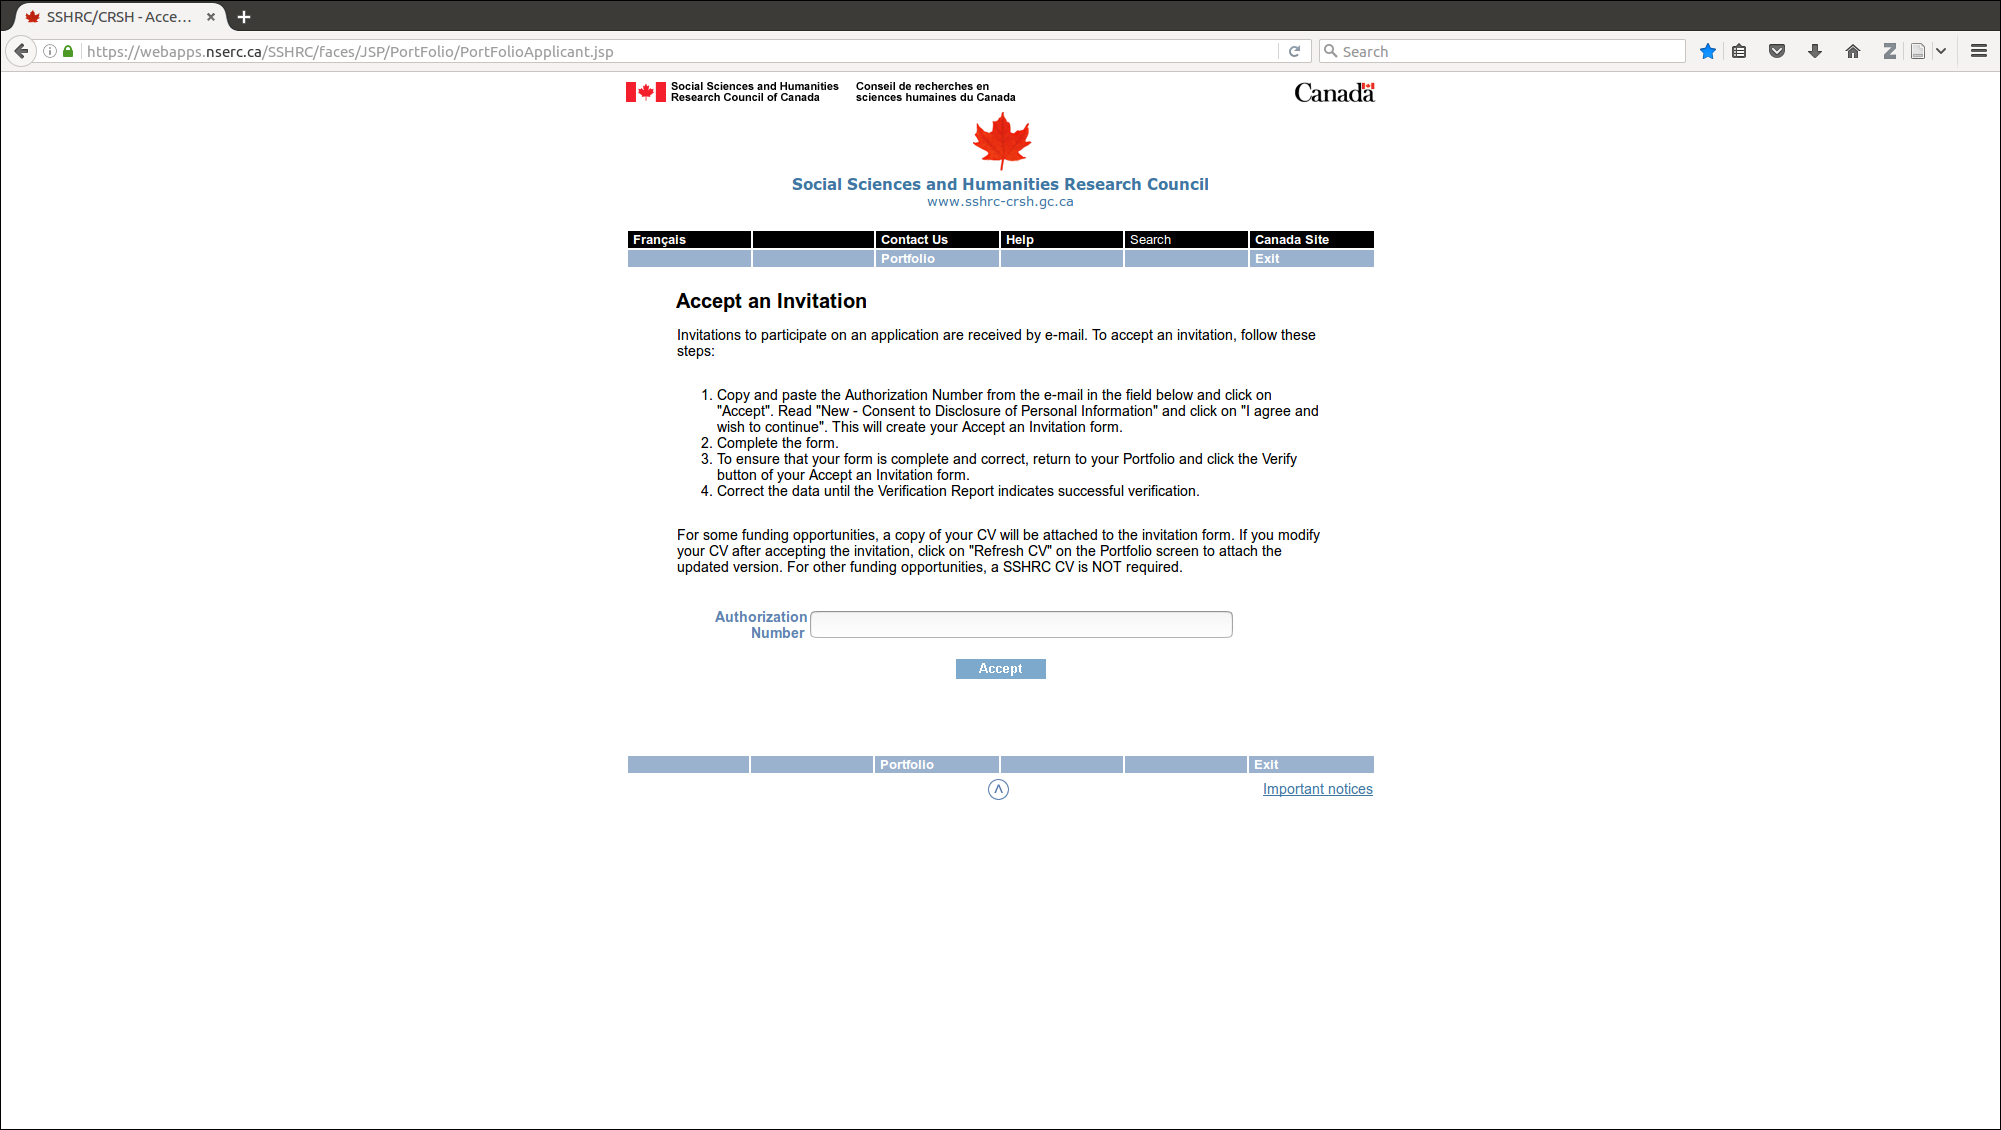 SSHRC/CRSH - Acce...
https://webapps.nserc.ca/SSHRC/faces/JSP/PortFolio/PortFolioApplicant.jsp
Search
Social Sciences and Humanities Research Council of Canada
Conseil de recherches en sciences humaines du Canada
Canada
Social Sciences and Humanities Research Council
www.sshrc-crsh.gc.ca
Français Contact Us Help Search Canada Site
Portfolio Exit
Accept an Invitation
Invitations to participate on an application are received by e-mail. To accept an invitation, follow these
steps:
1. Copy and paste the Authorization Number from the e-mail in the field below and click on
"Accept". Read "New - Consent to Disclosure of Personal Information" and click on "I agree and
wish to continue". This will create your Accept an Invitation form.
2. Complete the form.
3. To ensure that your form is complete and correct, return to your Portfolio and click the Verify
button of your Accept an Invitation form.
4. Correct the data until the Verification Report indicates successful verification.
For some funding opportunities, a copy of your CV will be attached to the invitation form. If you modify
your CV after accepting the invitation, click on "Refresh CV" on the Portfolio screen to attach the
updated version. For other funding opportunities, a SSHRC CV is NOT required.
Authorization
Number
Accept
Portfolio Exit
Important notices